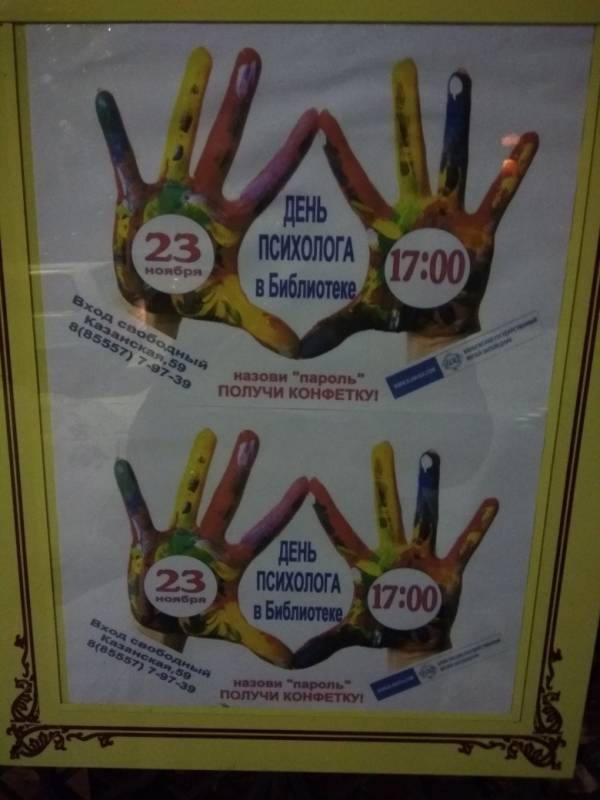 ДЕНЬ
ПСИХОЛОГА
в Библиотеке
23
ноября
17:00
Вход свободный
Казанская,59
8(85557) 7-97-39
назови "пароль"
ПОЛУЧИ КОНФЕТКУ!
ДЕНЬ
ПСИХОЛОГА
в Библиотеке
23
ноября
17:00
Вход свободный
Казанская,59
8(85557) 7-97-39
назови "пароль"
ПОЛУЧИ КОНФЕТКУ!